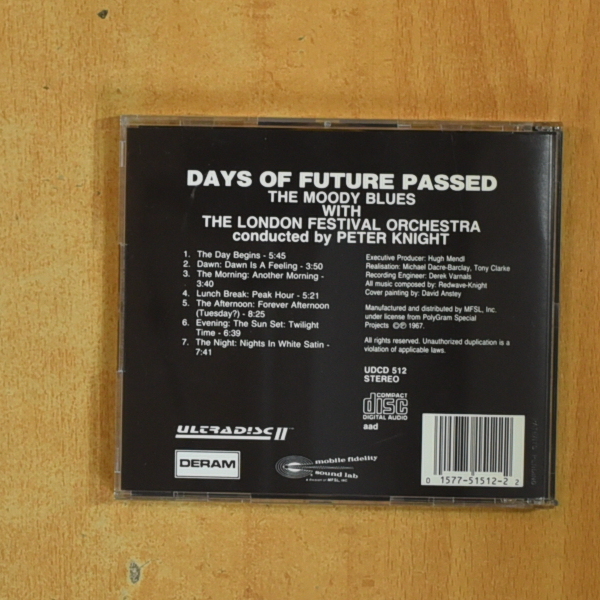 DAYS OF FUTURE PASSED
THE MOODY BLUES
WITH
THE LONDON FESTIVAL ORCHESTRA
conducted by PETER KNIGHT
1. The Day Begins - 5:45
2. Dawn: Dawn Is A Feeling - 3:50
3. The Morning: Another Morning -
3:40
4. Lunch Break: Peak Hour - 5:21
5. The Afternoon: Forever Afternoon
(Tuesday?) - 8:25
6. Evening: The Sun Set: Twilight
Time - 6:39
7. The Night: Nights In White Satin -
7:41
Executive Producer: Hugh Mendl
Realisation: Michael Dacre-Barclay, Tony Clarke
Recording Engineer: Derek Varnals
All music composed by: Redwave-Knight
Cover painting by: David Anstey
Manufactured and distributed by MFSL, Inc.
under license from PolyGram Special
Projects ©℗ 1967.
All rights reserved. Unauthorized duplication is a
violation of applicable laws.
UDCD 512
STEREO
COMPACT
disc
DIGITAL AUDIO
aad
ULTRADISC II™
DERAM
mobile fidelity
sound lab
0 1577-51512-2 2